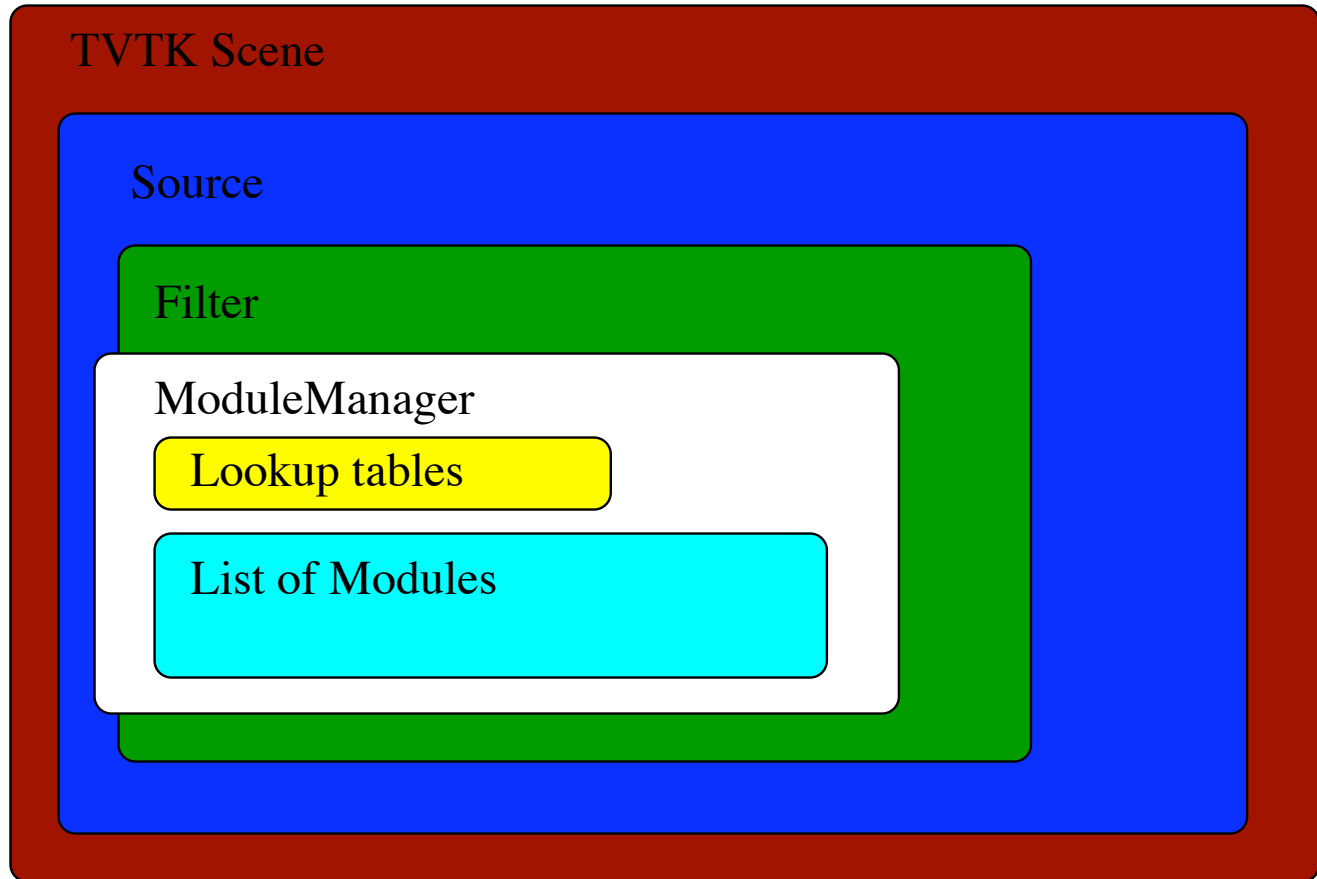 TVTK Scene
Source
Filter
ModuleManager
Lookup tables
List of Modules